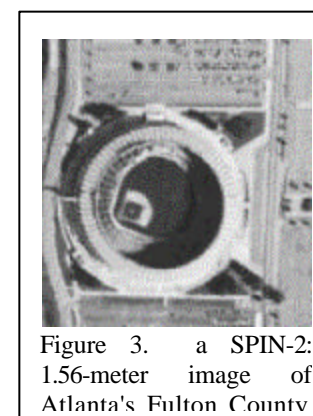 Figure 3. a SPIN-2:
1.56-meter image of
Atlanta's Fulton County